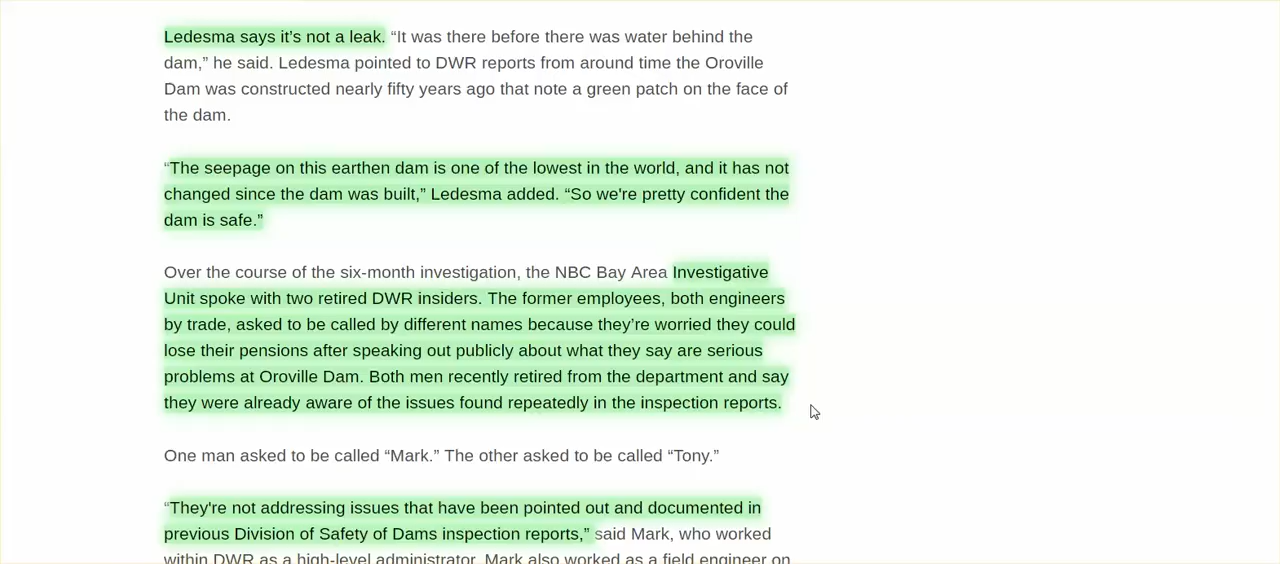 Ledesma says it’s not a leak. “It was there before there was water behind the
dam,” he said. Ledesma pointed to DWR reports from around time the Oroville
Dam was constructed nearly fifty years ago that note a green patch on the face of
the dam.
“The seepage on this earthen dam is one of the lowest in the world, and it has not
changed since the dam was built,” Ledesma added. “So we're pretty confident the
dam is safe.”
Over the course of the six-month investigation, the NBC Bay Area Investigative
Unit spoke with two retired DWR insiders. The former employees, both engineers
by trade, asked to be called by different names because they’re worried they could
lose their pensions after speaking out publicly about what they say are serious
problems at Oroville Dam. Both men recently retired from the department and say
they were already aware of the issues found repeatedly in the inspection reports.
One man asked to be called “Mark.” The other asked to be called “Tony.”
“They're not addressing issues that have been pointed out and documented in
previous Division of Safety of Dams inspection reports,” said Mark, who worked
within DWR as a high-level administrator. Mark also worked as a field engineer on